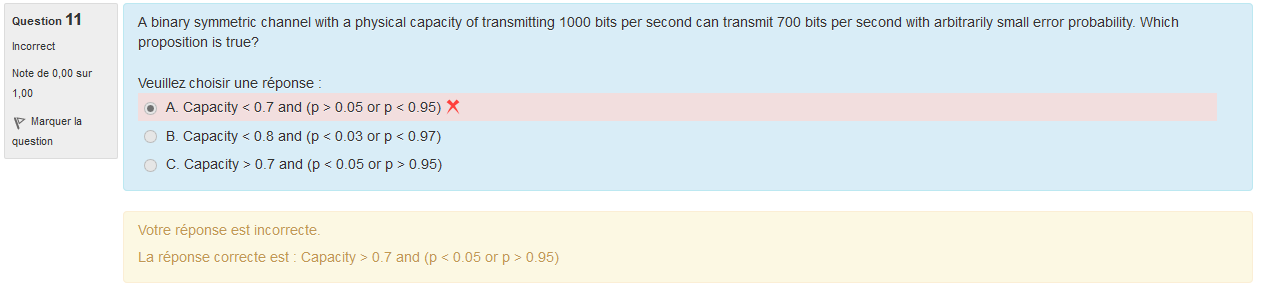 Question 11
Incorrect
Note de 0,00 sur
1,00
Marquer la
question
A binary symmetric channel with a physical capacity of transmitting 1000 bits per second can transmit 700 bits per second with arbitrarily small error probability. Which
proposition is true?
Veuillez choisir une réponse :
A. Capacity < 0.7 and (p > 0.05 or p < 0.95)
B. Capacity < 0.8 and (p < 0.03 or p < 0.97)
C. Capacity > 0.7 and (p < 0.05 or p > 0.95)
Votre réponse est incorrecte.
La réponse correcte est : Capacity > 0.7 and (p < 0.05 or p > 0.95)